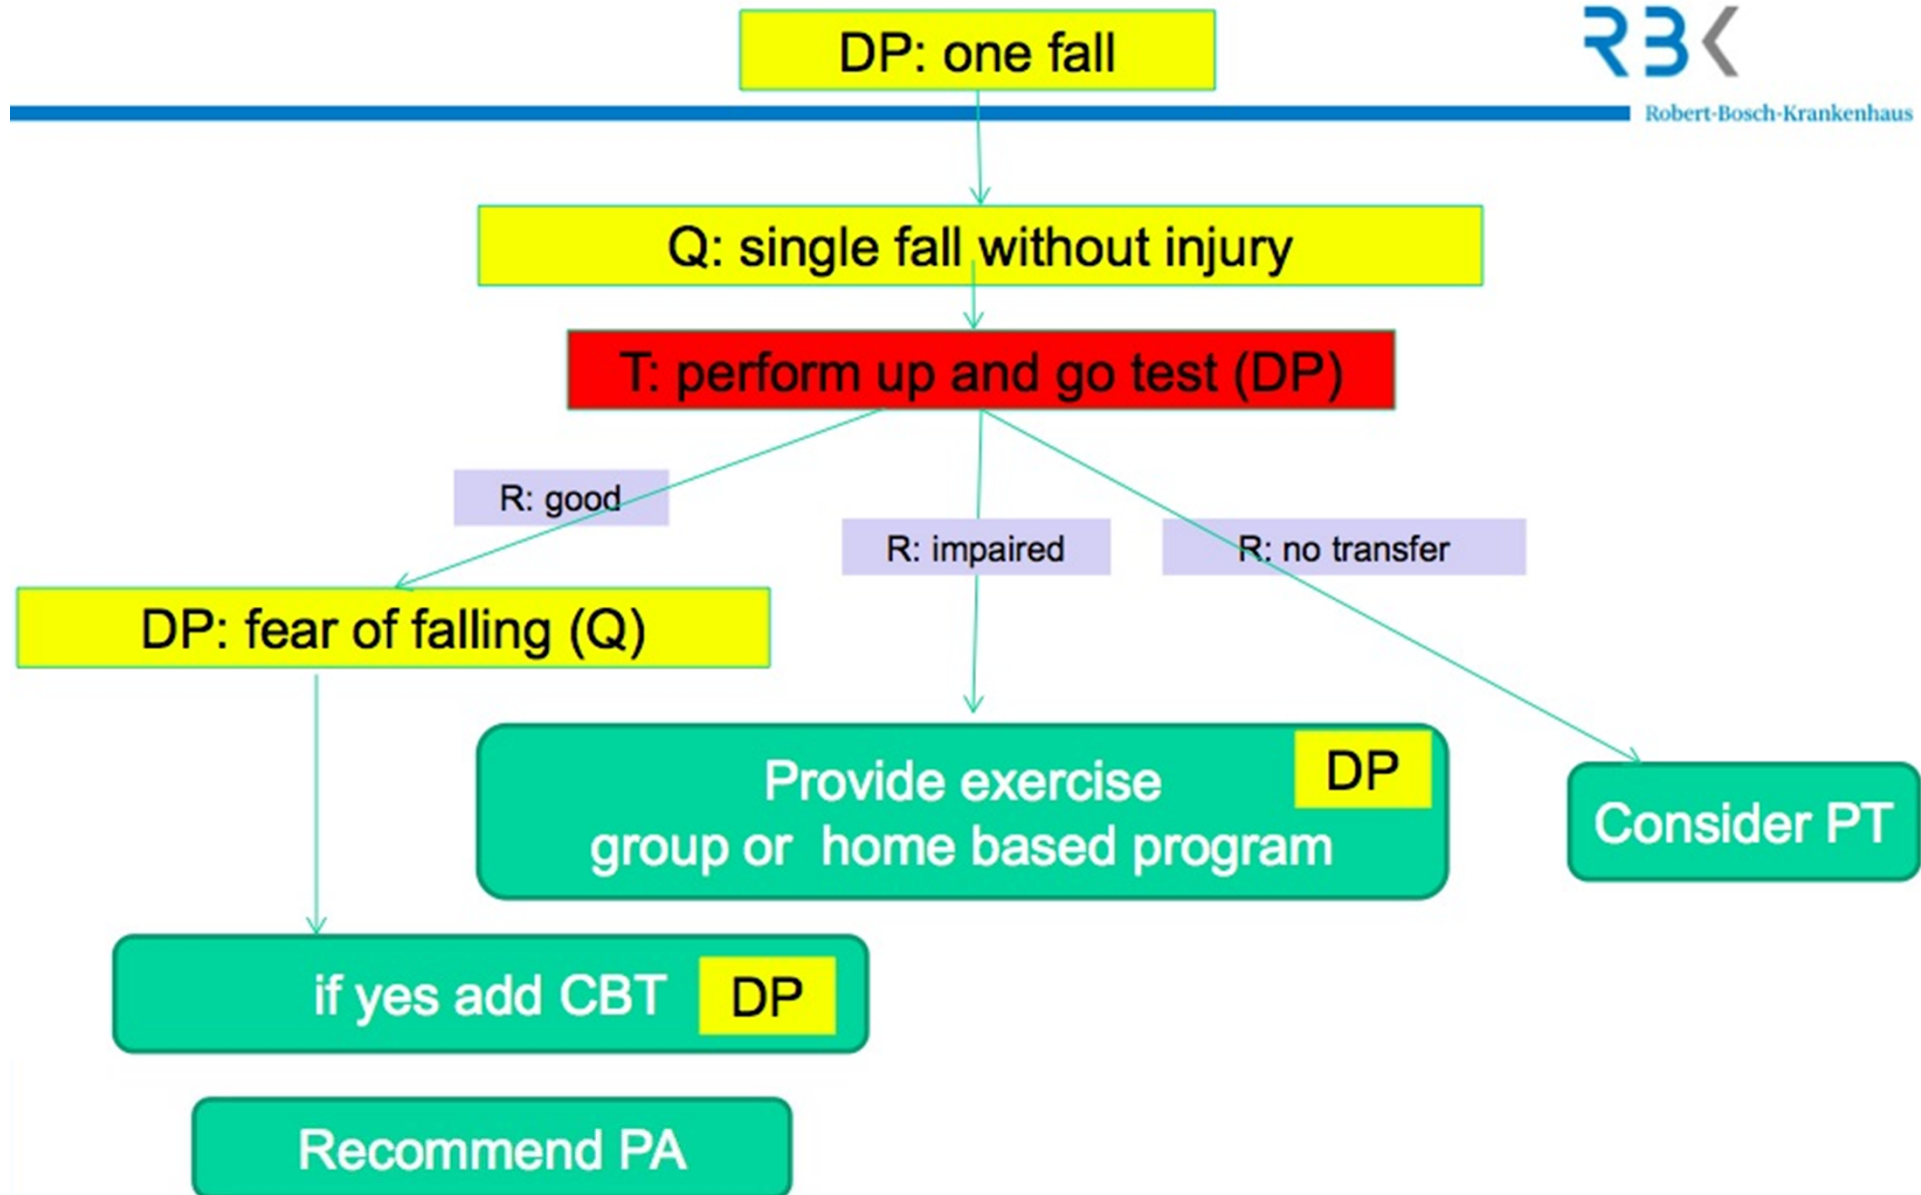 DP: one fall
RBK
Robert-Bosch-Krankenhaus
Q: single fall without injury
T: perform up and go test (DP)
R: good
R: impaired
R: no transfer
DP: fear of falling (Q)
Provide exercise
group or home based program
DP
Consider PT
if yes add CBT
DP
Recommend PA